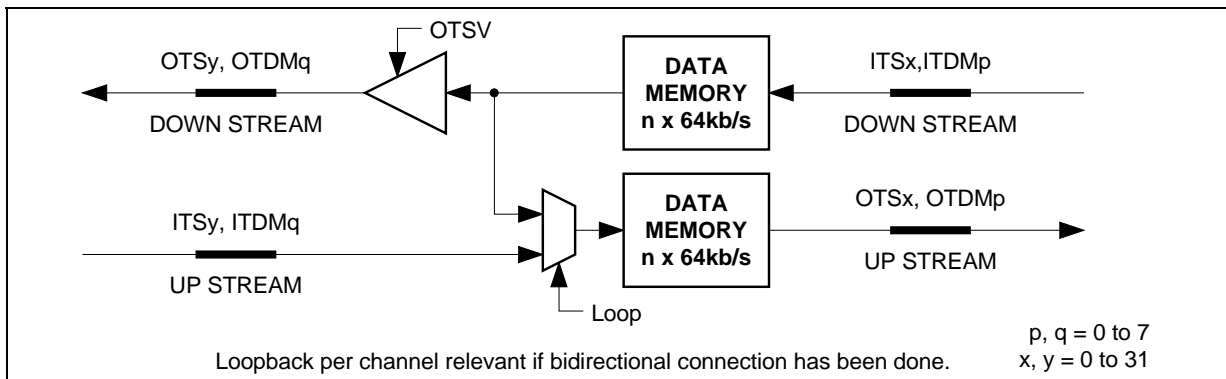 OTSV
OTSy, OTDMq
DOWN STREAM
DATA
MEMORY
n x 64kb/s
ITSx,ITDMp
DOWN STREAM
ITSy, ITDMq
UP STREAM
DATA
MEMORY
n x 64kb/s
OTSx, OTDMp
UP STREAM
Loop
Loopback per channel relevant if bidirectional connection has been done.
p, q = 0 to 7
x, y = 0 to 31